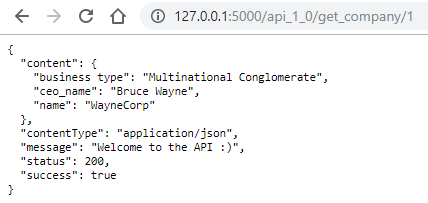 127.0.0.1:5000/api_1_0/get_company/1
{
  "content": {
    "business type": "Multinational Conglomerate",
    "ceo_name": "Bruce Wayne",
    "name": "WayneCorp"
  },
  "contentType": "application/json",
  "message": "Welcome to the API :)",
  "status": 200,
  "success": true
}